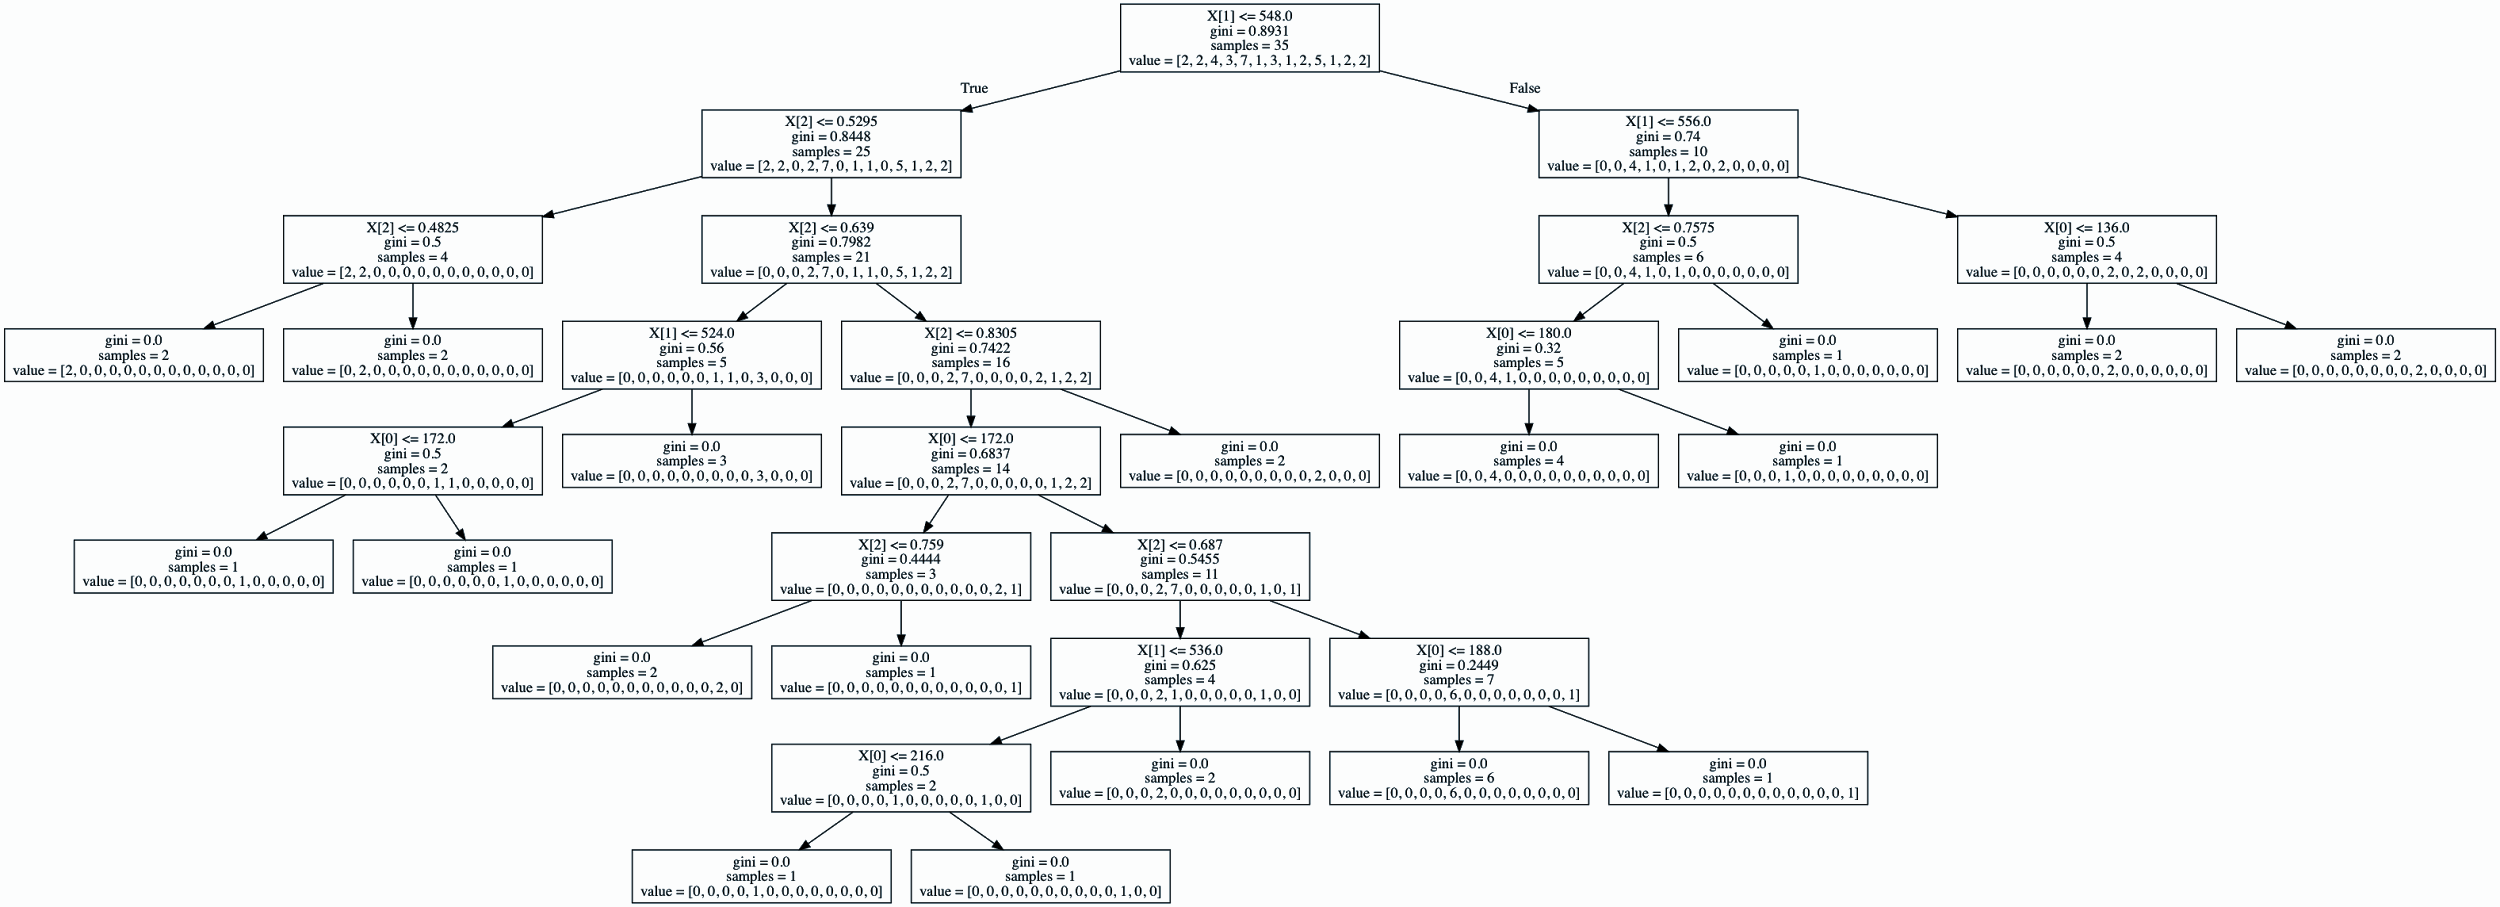 X[1] <= 548.0
gini = 0.8931
samples = 35
value = [2, 2, 4, 3, 7, 1, 3, 1, 2, 5, 1, 2, 2]
True
False
X[2] <= 0.5295
gini = 0.8448
samples = 25
value = [2, 2, 0, 2, 7, 0, 1, 1, 0, 5, 1, 2, 2]
X[1] <= 556.0
gini = 0.74
samples = 10
value = [0, 0, 4, 1, 0, 1, 2, 0, 2, 0, 0, 0, 0]
X[2] <= 0.4825
gini = 0.5
samples = 4
value = [2, 2, 0, 0, 0, 0, 0, 0, 0, 0, 0, 0, 0]
X[2] <= 0.639
gini = 0.7982
samples = 21
value = [0, 0, 0, 2, 7, 0, 1, 1, 0, 5, 1, 2, 2]
X[2] <= 0.7575
gini = 0.5
samples = 6
value = [0, 0, 4, 1, 0, 1, 0, 0, 0, 0, 0, 0, 0]
X[0] <= 136.0
gini = 0.5
samples = 4
value = [0, 0, 0, 0, 0, 0, 2, 0, 2, 0, 0, 0, 0]
gini = 0.0
samples = 2
value = [2, 0, 0, 0, 0, 0, 0, 0, 0, 0, 0, 0, 0]
gini = 0.0
samples = 2
value = [0, 2, 0, 0, 0, 0, 0, 0, 0, 0, 0, 0, 0]
X[1] <= 524.0
gini = 0.56
samples = 5
value = [0, 0, 0, 0, 0, 0, 1, 1, 0, 3, 0, 0, 0]
X[2] <= 0.8305
gini = 0.7422
samples = 16
value = [0, 0, 0, 2, 7, 0, 0, 0, 0, 2, 1, 2, 2]
X[0] <= 180.0
gini = 0.32
samples = 5
value = [0, 0, 4, 1, 0, 0, 0, 0, 0, 0, 0, 0, 0]
gini = 0.0
samples = 1
value = [0, 0, 0, 0, 0, 1, 0, 0, 0, 0, 0, 0, 0]
gini = 0.0
samples = 2
value = [0, 0, 0, 0, 0, 0, 2, 0, 0, 0, 0, 0, 0]
gini = 0.0
samples = 2
value = [0, 0, 0, 0, 0, 0, 0, 0, 2, 0, 0, 0, 0]
X[0] <= 172.0
gini = 0.5
samples = 2
value = [0, 0, 0, 0, 0, 0, 1, 1, 0, 0, 0, 0, 0]
gini = 0.0
samples = 3
value = [0, 0, 0, 0, 0, 0, 0, 0, 0, 3, 0, 0, 0]
X[0] <= 172.0
gini = 0.6837
samples = 14
value = [0, 0, 0, 2, 7, 0, 0, 0, 0, 0, 1, 2, 2]
gini = 0.0
samples = 2
value = [0, 0, 0, 0, 0, 0, 0, 0, 0, 2, 0, 0, 0]
gini = 0.0
samples = 4
value = [0, 0, 4, 0, 0, 0, 0, 0, 0, 0, 0, 0, 0]
gini = 0.0
samples = 1
value = [0, 0, 0, 1, 0, 0, 0, 0, 0, 0, 0, 0, 0]
gini = 0.0
samples = 1
value = [0, 0, 0, 0, 0, 0, 0, 1, 0, 0, 0, 0, 0]
gini = 0.0
samples = 1
value = [0, 0, 0, 0, 0, 0, 1, 0, 0, 0, 0, 0, 0]
X[2] <= 0.759
gini = 0.4444
samples = 3
value = [0, 0, 0, 0, 0, 0, 0, 0, 0, 0, 0, 2, 1]
X[2] <= 0.687
gini = 0.5455
samples = 11
value = [0, 0, 0, 2, 7, 0, 0, 0, 0, 0, 1, 0, 1]
gini = 0.0
samples = 2
value = [0, 0, 0, 0, 0, 0, 0, 0, 0, 0, 0, 2, 0]
gini = 0.0
samples = 1
value = [0, 0, 0, 0, 0, 0, 0, 0, 0, 0, 0, 0, 1]
X[1] <= 536.0
gini = 0.625
samples = 4
value = [0, 0, 0, 2, 1, 0, 0, 0, 0, 0, 1, 0, 0]
X[0] <= 188.0
gini = 0.2449
samples = 7
value = [0, 0, 0, 0, 6, 0, 0, 0, 0, 0, 0, 0, 1]
X[0] <= 216.0
gini = 0.5
samples = 2
value = [0, 0, 0, 0, 1, 0, 0, 0, 0, 0, 1, 0, 0]
gini = 0.0
samples = 2
value = [0, 0, 0, 2, 0, 0, 0, 0, 0, 0, 0, 0, 0]
gini = 0.0
samples = 6
value = [0, 0, 0, 0, 6, 0, 0, 0, 0, 0, 0, 0, 0]
gini = 0.0
samples = 1
value = [0, 0, 0, 0, 0, 0, 0, 0, 0, 0, 0, 0, 1]
gini = 0.0
samples = 1
value = [0, 0, 0, 0, 1, 0, 0, 0, 0, 0, 0, 0, 0]
gini = 0.0
samples = 1
value = [0, 0, 0, 0, 0, 0, 0, 0, 0, 0, 1, 0, 0]